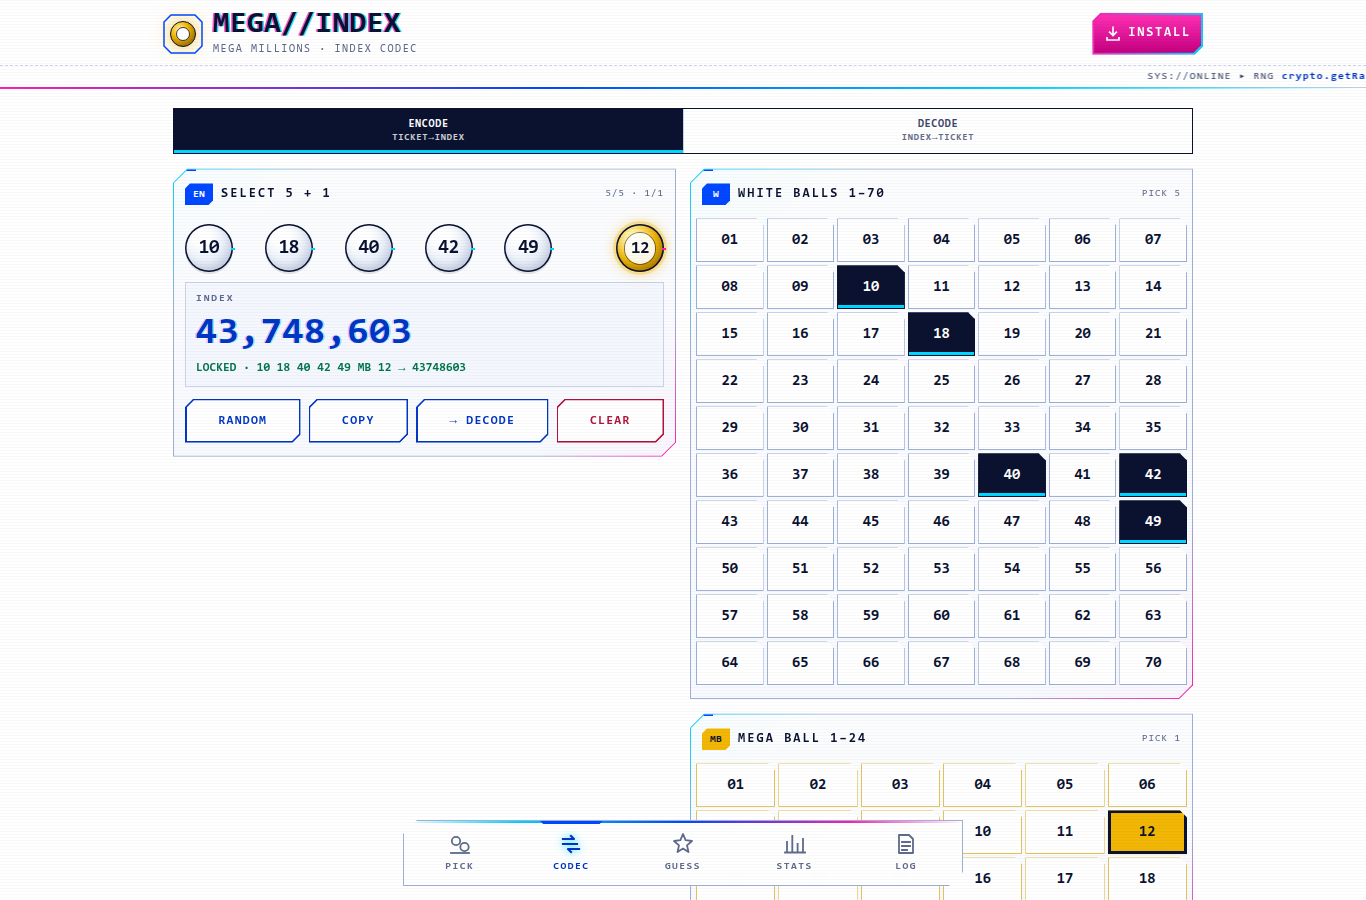 MEGA//INDEX
MEGA MILLIONS · INDEX CODEC
INSTALL
SYS://ONLINE ▸ RNG crypto.getRa
ENCODE
TICKET→INDEX
DECODE
INDEX→TICKET
EN SELECT 5 + 1 5/5 · 1/1
10 18 40 42 49 12
INDEX
43,748,603
LOCKED · 10 18 40 42 49 MB 12 → 43748603
RANDOM COPY → DECODE CLEAR
W WHITE BALLS 1–70 PICK 5
01 02 03 04 05 06 07
08 09 10 11 12 13 14
15 16 17 18 19 20 21
22 23 24 25 26 27 28
29 30 31 32 33 34 35
36 37 38 39 40 41 42
43 44 45 46 47 48 49
50 51 52 53 54 55 56
57 58 59 60 61 62 63
64 65 66 67 68 69 70
MB MEGA BALL 1–24 PICK 1
01 02 03 04 05 06
10 11 12
16 17 18
PICK CODEC GUESS STATS LOG